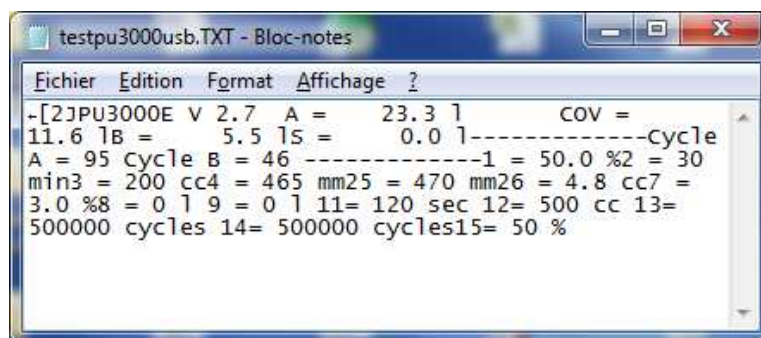 testpu3000usb.TXT - Bloc-notes
Fichier Edition Format Affichage ?
←[2JPU3000E V 2.7 A = 23.3 l COV =
11.6 lB = 5.5 lS = 0.0 l-------------Cycle
A = 95 Cycle B = 46 -------------1 = 50.0 %2 = 30
min3 = 200 cc4 = 465 mm25 = 470 mm26 = 4.8 cc7 =
3.0 %8 = 0 l 9 = 0 l 11= 120 sec 12= 500 cc 13=
500000 cycles 14= 500000 cycles15= 50 %